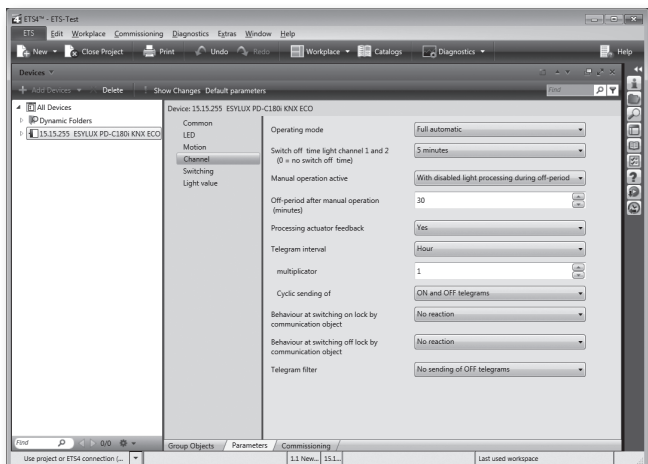 ETS4™ - ETS-Test
ETS Edit Workplace Commissioning Diagnostics Extras Window Help
New Close Project Print Undo Redo Workplace Catalogs Diagnostics Help
Devices
Add Devices Delete Show Changes Default parameters Find
All Devices
Dynamic Folders
15.15.255 ESYLUX PD-C180i KNX ECO
Device: 15.15.255 ESYLUX PD-C180i KNX ECO
Common
LED
Motion
Channel
Switching
Light value
Operating mode Full automatic
Switch off time light channel 1 and 2 5 minutes
(0 = no switch off time)
Manual operation active With disabled light processing during off-period
Off-period after manual operation 30
(minutes)
Processing actuator feedback Yes
Telegram interval Hour
multiplicator 1
Cyclic sending of ON and OFF telegrams
Behaviour at switching on lock by No reaction
communication object
Behaviour at switching off lock by No reaction
communication object
Telegram filter No sending of OFF telegrams
Find 0/0
Group Objects Parameters Commissioning
Use project or ETS4 connection (... 1.1 New... 15.1... Last used workspace